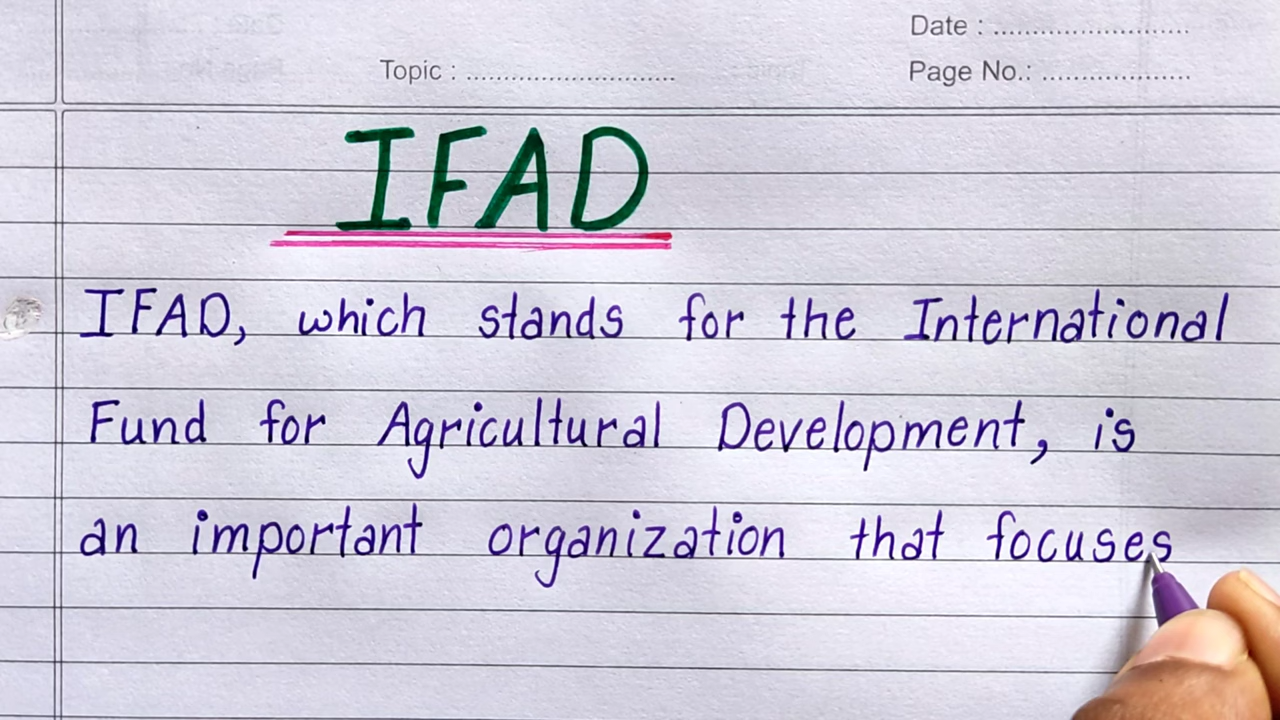 Date : ..............................
Topic : ...............................
Page No.: ......................
IFAD
IFAD, which stands for the International
Fund for Agricultural Development, is
an important organization that focuses